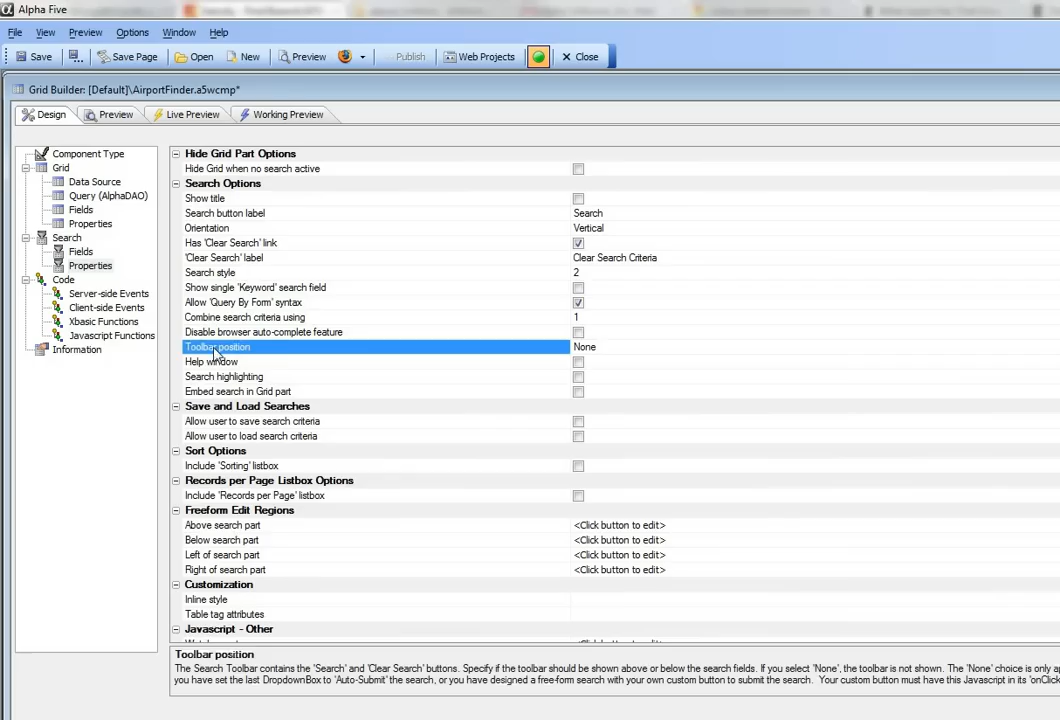 Alpha Five
File View Preview Options Window Help
Save Save Page Open New Preview Publish Web Projects Close
Grid Builder: [Default]\AirportFinder.a5wcmp*
Design Preview Live Preview Working Preview
Component Type
Grid
Data Source
Query (AlphaDAO)
Fields
Properties
Search
Fields
Properties
Code
Server-side Events
Client-side Events
Xbasic Functions
Javascript Functions
Information
Hide Grid Part Options
Hide Grid when no search active
Search Options
Show title
Search button label Search
Orientation Vertical
Has 'Clear Search' link
'Clear Search' label Clear Search Criteria
Search style 2
Show single 'Keyword' search field
Allow 'Query By Form' syntax
Combine search criteria using 1
Disable browser auto-complete feature
Toolbar position None
Help window
Search highlighting
Embed search in Grid part
Save and Load Searches
Allow user to save search criteria
Allow user to load search criteria
Sort Options
Include 'Sorting' listbox
Records per Page Listbox Options
Include 'Records per Page' listbox
Freeform Edit Regions
Above search part <Click button to edit>
Below search part <Click button to edit>
Left of search part <Click button to edit>
Right of search part <Click button to edit>
Customization
Inline style
Table tag attributes
Javascript - Other
Toolbar position
The Search Toolbar contains the 'Search' and 'Clear Search' buttons. Specify if the toolbar should be shown above or below the search fields. If you select 'None', the toolbar is not shown. The 'None' choice is only
you have set the last DropdownBox to 'Auto-Submit' the search, or you have designed a free-form search with your own custom button to submit the search. Your custom button must have this Javascript in its 'onClick